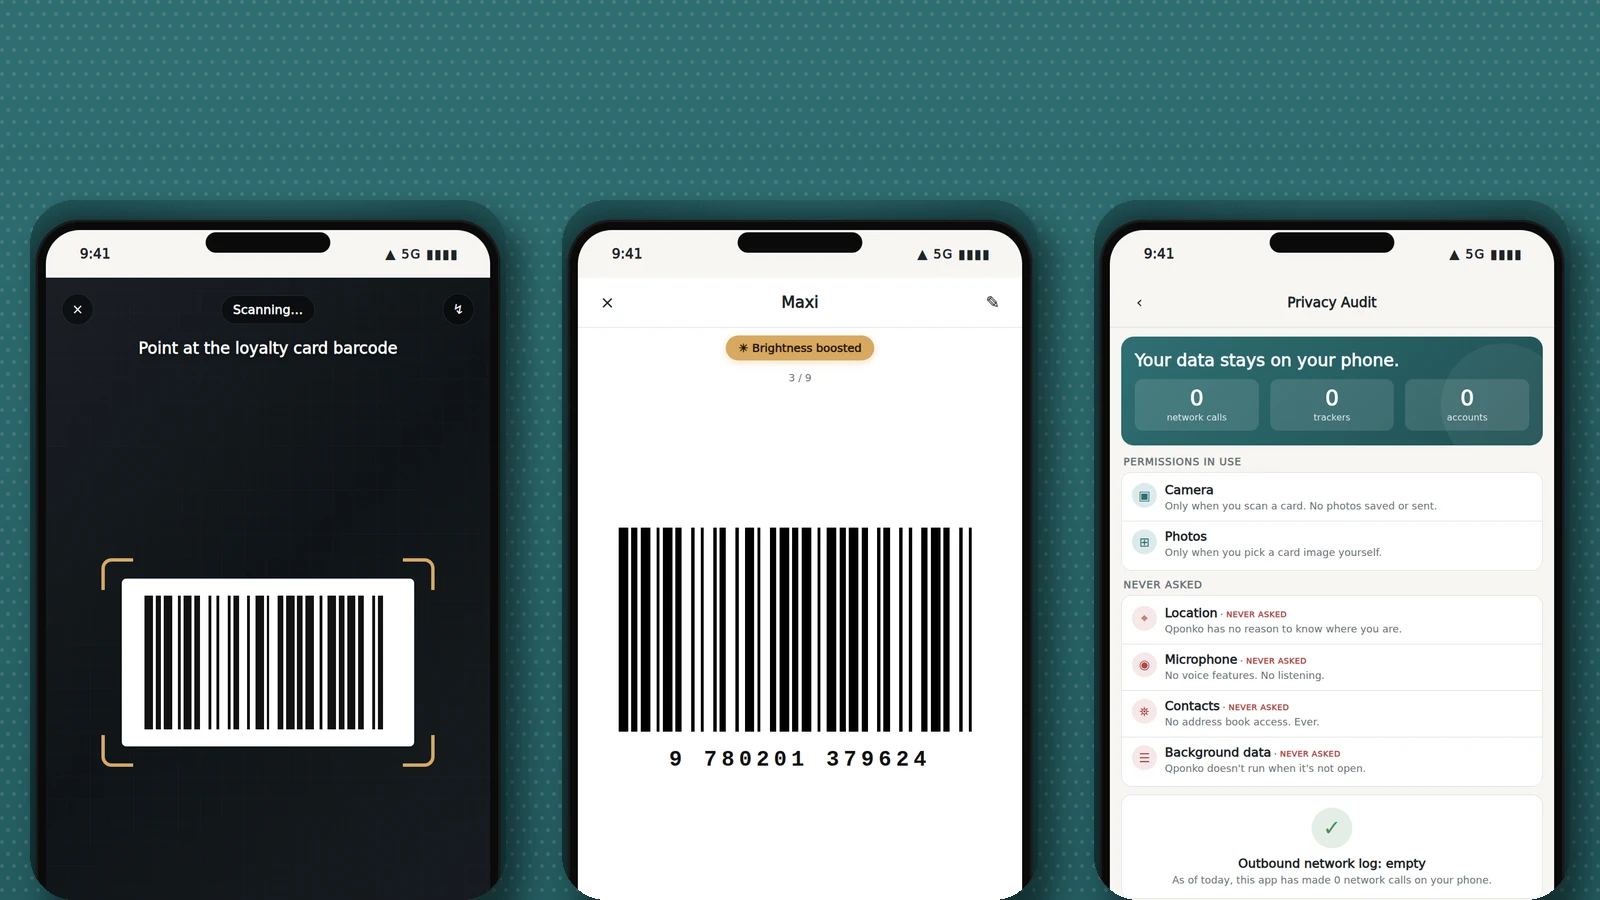 9:41 ▲ 5G
× Scanning... ↯
Point at the loyalty card barcode
9:41 ▲ 5G
× Maxi ✎
☀ Brightness boosted
3 / 9
9 780201 379624
9:41 ▲ 5G
‹ Privacy Audit
Your data stays on your phone.
0 0 0
network calls trackers accounts
PERMISSIONS IN USE
Camera
Only when you scan a card. No photos saved or sent.
Photos
Only when you pick a card image yourself.
NEVER ASKED
Location · NEVER ASKED
Qponko has no reason to know where you are.
Microphone · NEVER ASKED
No voice features. No listening.
Contacts · NEVER ASKED
No address book access. Ever.
Background data · NEVER ASKED
Qponko doesn't run when it's not open.
✓
Outbound network log: empty
As of today, this app has made 0 network calls on your phone.